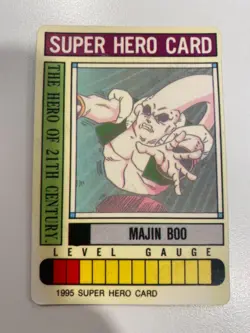 SUPER HERO CARD
THE HERO OF 21TH CENTURY.
MAJIN BOO
LEVEL GAUGE
1995 SUPER HERO CARD